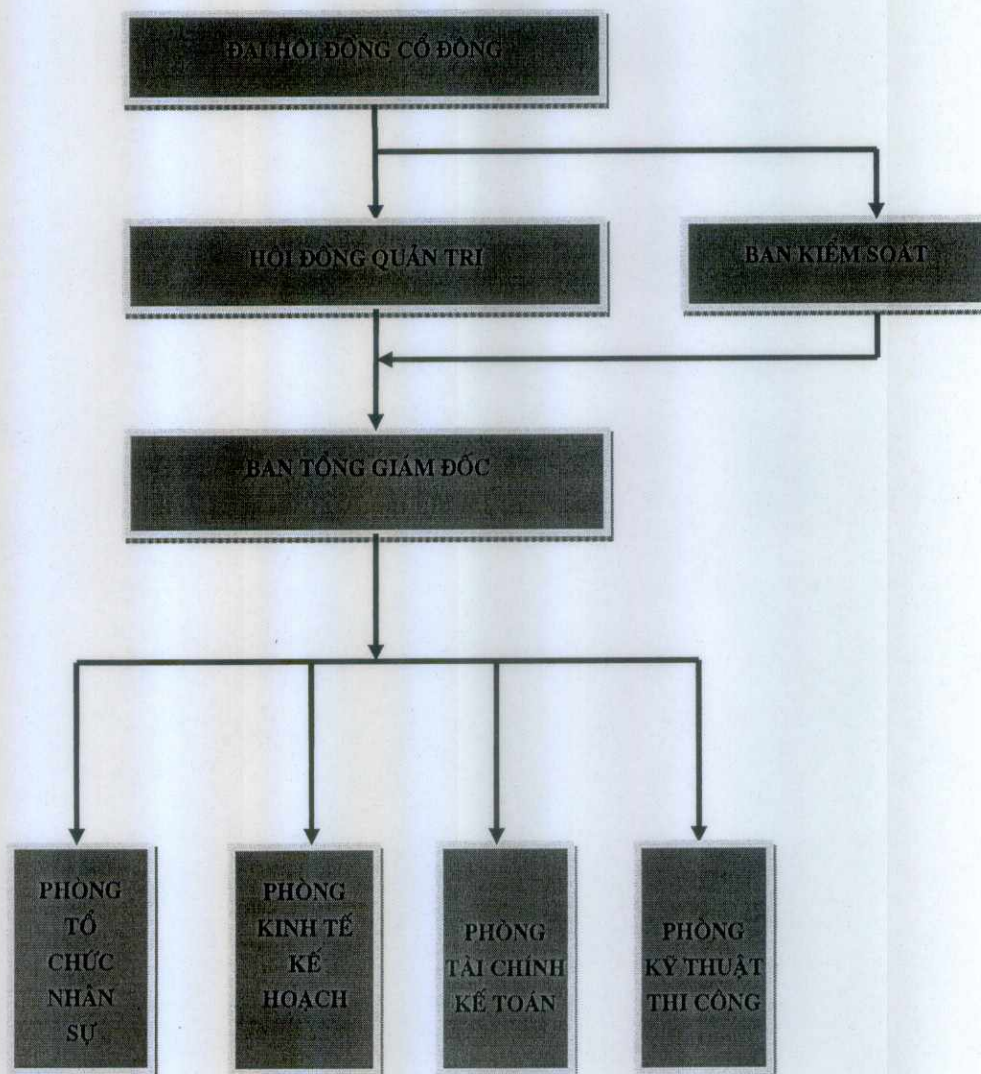 ĐẠI HỘI ĐỒNG CỔ ĐÔNG
HỘI ĐỒNG QUẢN TRỊ
BAN KIỂM SOÁT
BAN TỔNG GIÁM ĐỐC
PHÒNG
TỔ
CHỨC
NHÂN
SỰ
PHÒNG
KINH TẾ
KẾ
HOẠCH
PHÒNG
TÀI CHÍNH
KẾ TOÁN
PHÒNG
KỸ THUẬT
THI CÔNG